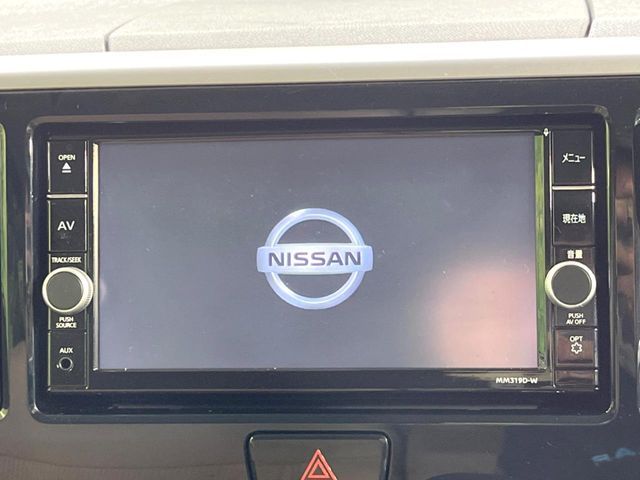 OPEN
AV
TRACK/SEEK
PUSH
SOURCE
AUX
NISSAN
メニュー
現在地
音量
PUSH
AV OFF
OPT
MM319D-W